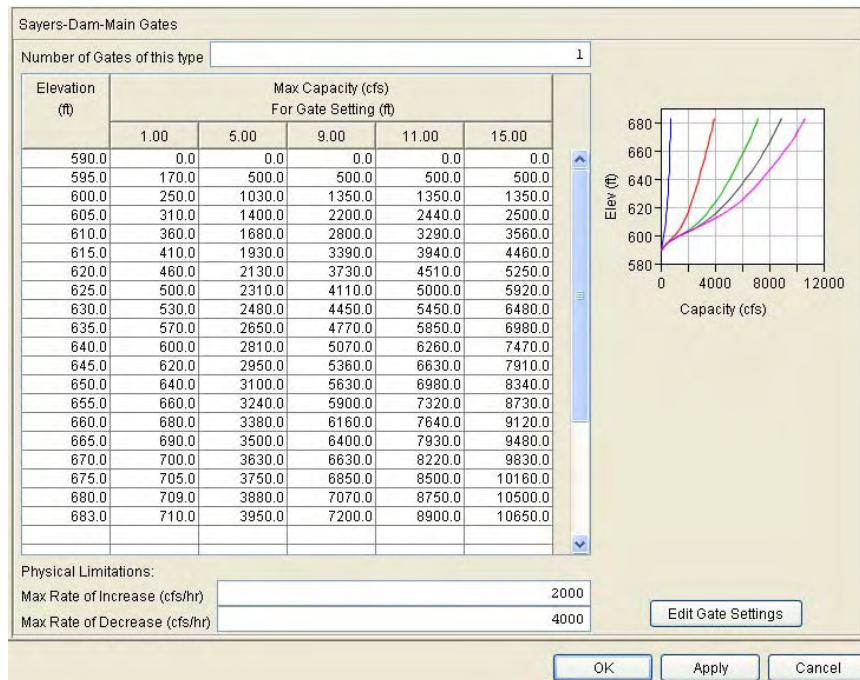 Sayers-Dam-Main Gates
Number of Gates of this type 1
Elevation (ft) Max Capacity (cfs)
For Gate Setting (ft)
1.00 5.00 9.00 11.00 15.00
590.0 0.0 0.0 0.0 0.0 0.0
595.0 170.0 500.0 500.0 500.0 500.0
600.0 250.0 1030.0 1350.0 1350.0 1350.0
605.0 310.0 1400.0 2200.0 2440.0 2500.0
610.0 360.0 1680.0 2800.0 3290.0 3560.0
615.0 410.0 1930.0 3390.0 3940.0 4460.0
620.0 460.0 2130.0 3730.0 4510.0 5250.0
625.0 500.0 2310.0 4110.0 5000.0 5920.0
630.0 530.0 2480.0 4450.0 5450.0 6480.0
635.0 570.0 2650.0 4770.0 5850.0 6980.0
640.0 600.0 2810.0 5070.0 6260.0 7470.0
645.0 620.0 2950.0 5360.0 6630.0 7910.0
650.0 640.0 3100.0 5630.0 6980.0 8340.0
655.0 660.0 3240.0 5900.0 7320.0 8730.0
660.0 680.0 3380.0 6160.0 7640.0 9120.0
665.0 690.0 3500.0 6400.0 7930.0 9480.0
670.0 700.0 3630.0 6630.0 8220.0 9830.0
675.0 705.0 3750.0 6850.0 8500.0 10160.0
680.0 709.0 3880.0 7070.0 8750.0 10500.0
683.0 710.0 3950.0 7200.0 8900.0 10650.0
Elev (ft)
680
660
640
620
600
580
0 4000 8000 12000
Capacity (cfs)
Physical Limitations:
Max Rate of Increase (cfs/hr) 2000
Max Rate of Decrease (cfs/hr) 4000
Edit Gate Settings
OK Apply Cancel